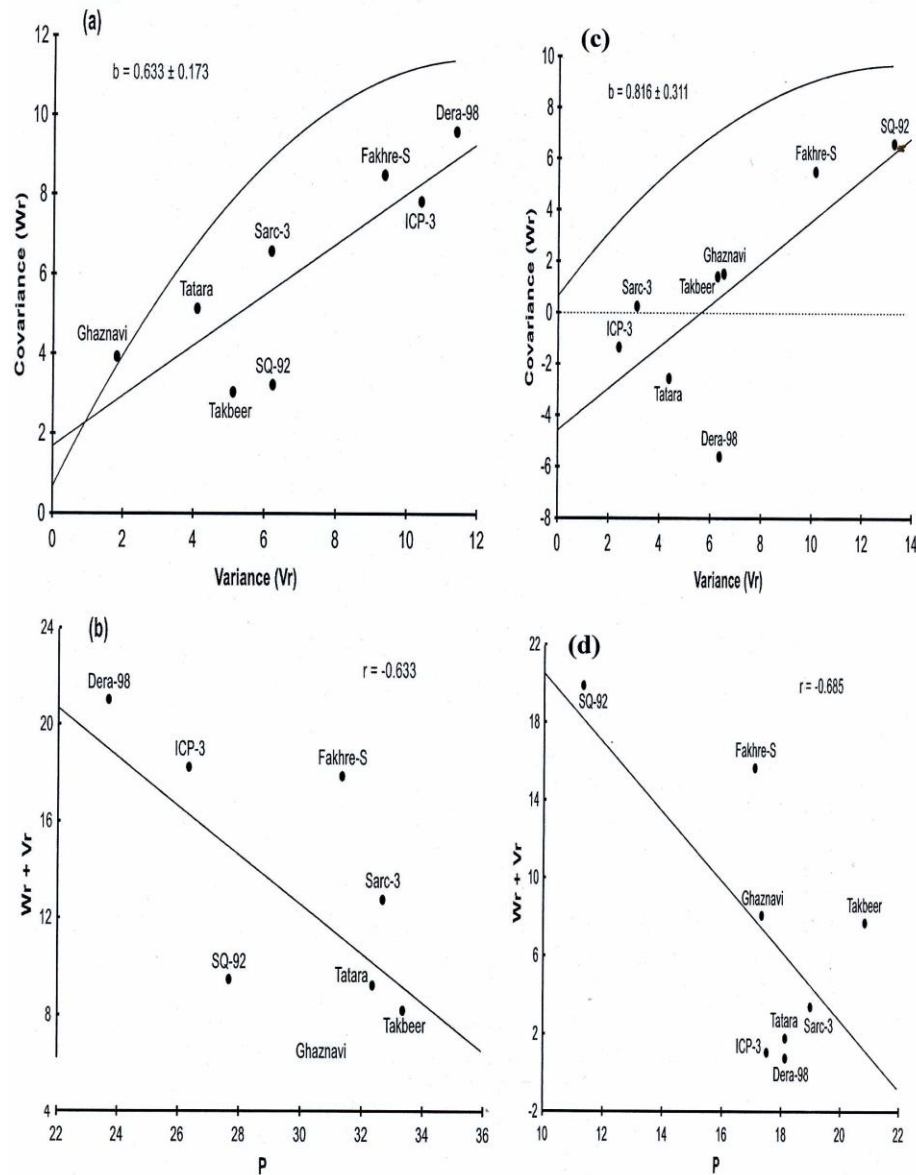 (a)
b = 0.633 ± 0.173
12
10
8
6
4
2
0
Covariance (Wr)
Dera-98
Fakhre-S
ICP-3
Sarc-3
Tatara
Ghaznavi
SQ-92
Takbeer
0 2 4 6 8 10 12
Variance (Vr)
(c)
b = 0.816 ± 0.311
10
8
6
4
2
0
-2
-4
-6
-8
Covariance (Wr)
SQ-92
Fakhre-S
Ghaznavi
Takbeer
Sarc-3
ICP-3
Tatara
Dera-98
0 2 4 6 8 10 12 14
Variance (Vr)
(b)
r = -0.633
24
20
16
12
8
4
Wr + Vr
Dera-98
ICP-3
Fakhre-S
Sarc-3
SQ-92
Tatara
Takbeer
Ghaznavi
22 24 26 28 30 32 34 36
P
(d)
r = -0.685
22
18
14
10
6
2
-2
Wr + Vr
SQ-92
Fakhre-S
Ghaznavi
Takbeer
Tatara
Sarc-3
ICP-3
Dera-98
10 12 14 16 18 20 22
P